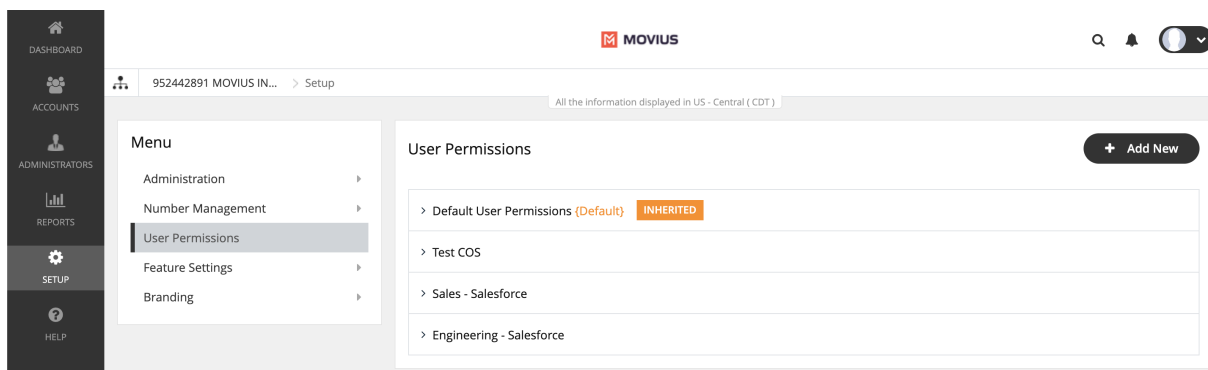 DASHBOARD
ACCOUNTS
ADMINISTRATORS
REPORTS
SETUP
HELP
MOVIUS
952442891 MOVIUS IN... > Setup
All the information displayed in US - Central ( CDT )
Menu
Administration
Number Management
User Permissions
Feature Settings
Branding
User Permissions
+ Add New
> Default User Permissions {Default} INHERITED
> Test COS
> Sales - Salesforce
> Engineering - Salesforce